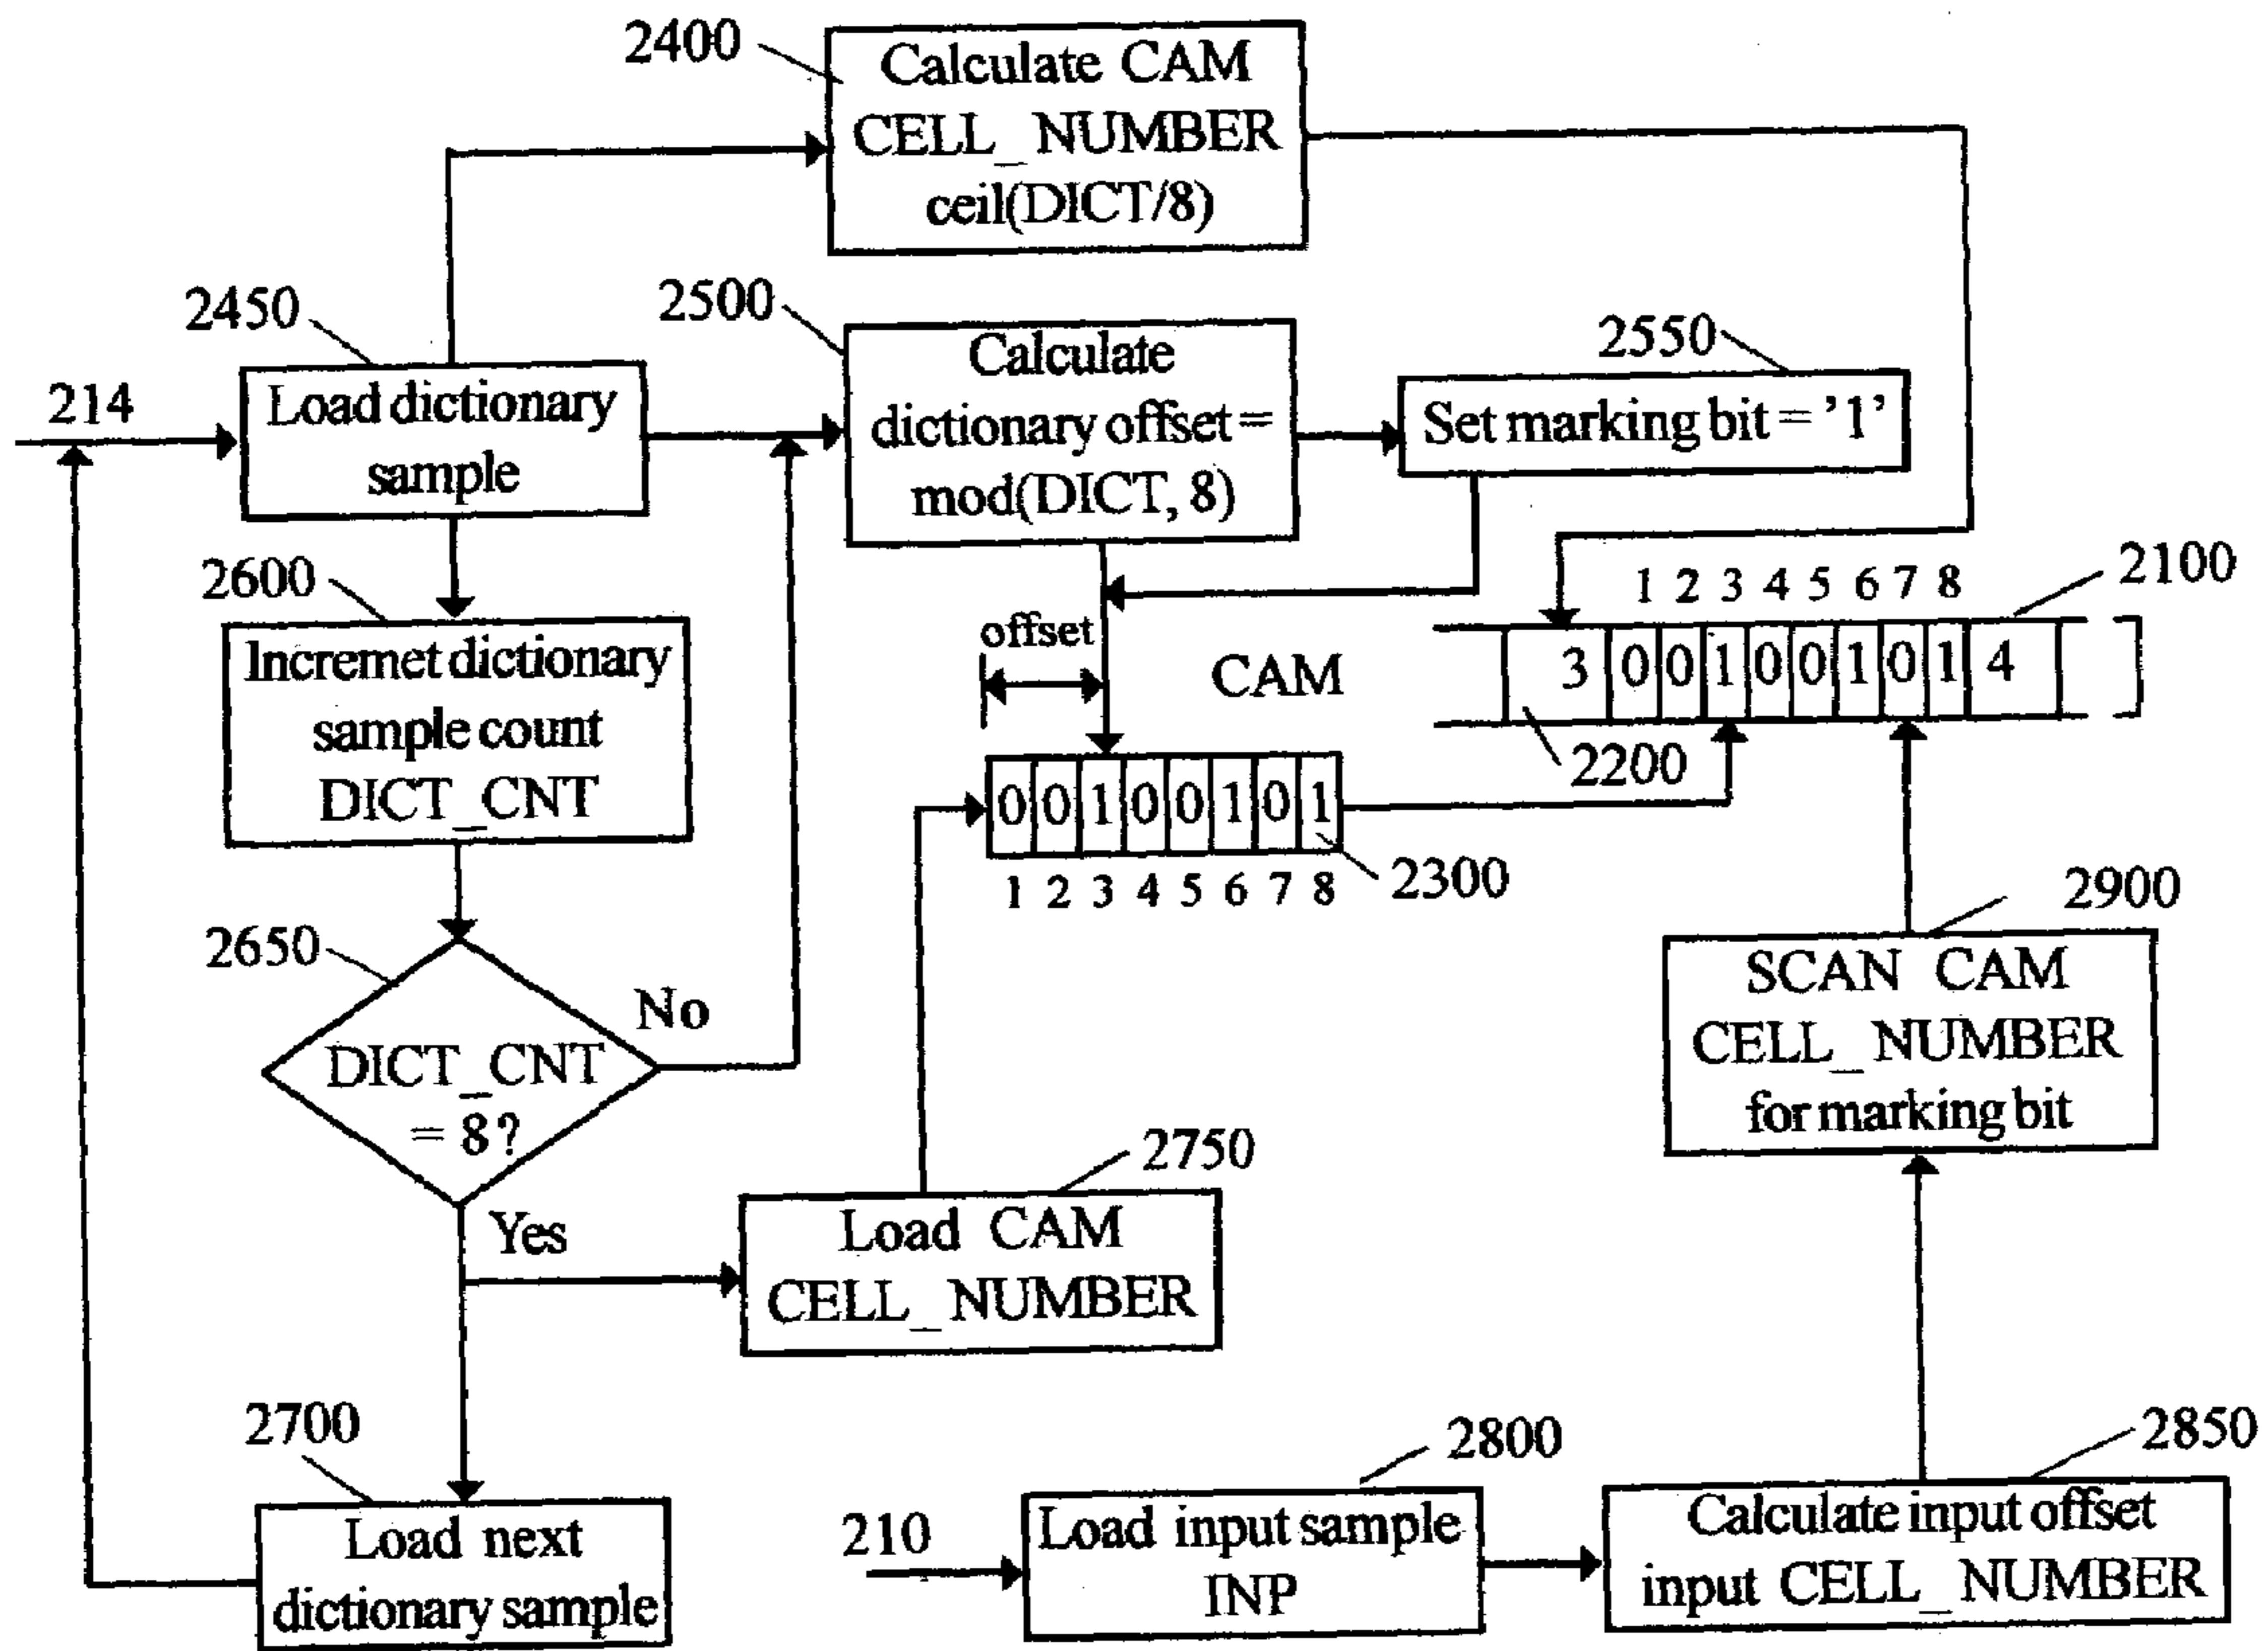 2400
Calculate CAM
CELL_NUMBER
ceil(DICT/8)
2450
Load dictionary
sample
214
2500
Calculate
dictionary offset =
mod(DICT, 8)
2550
Set marking bit = '1'
2600
Incremet dictionary
sample count
DICT_CNT
offset
CAM
1 2 3 4 5 6 7 8
2100
3 0 0 1 0 0 1 0 1 4
2200
0 0 1 0 0 1 0 1
1 2 3 4 5 6 7 8
2300
2650
DICT_CNT
= 8?
No
Yes
2900
SCAN CAM
CELL_NUMBER
for marking bit
2750
Load CAM
CELL_NUMBER
2700
Load next
dictionary sample
210
2800
Load input sample
INP
2850
Calculate input offset
input CELL_NUMBER